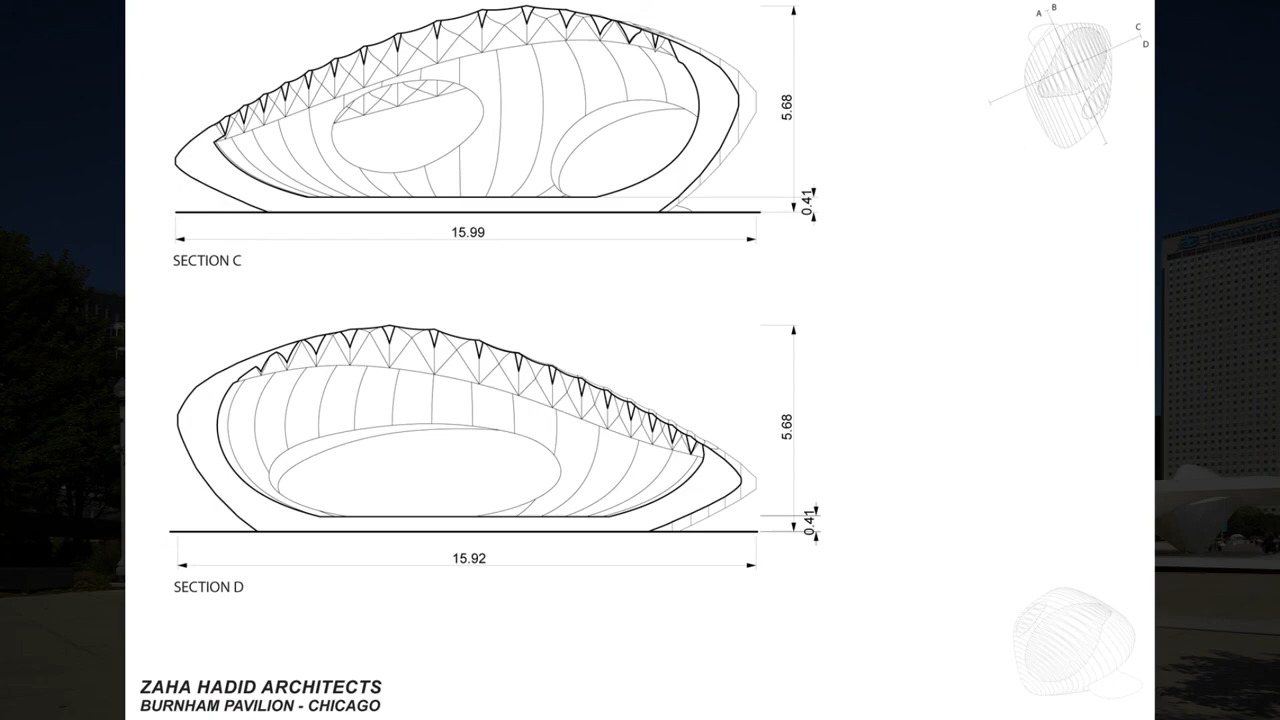 A
B
C
D
5.68
0.41
15.99
SECTION C
5.68
0.41
15.92
SECTION D
ZAHA HADID ARCHITECTS
BURNHAM PAVILION - CHICAGO